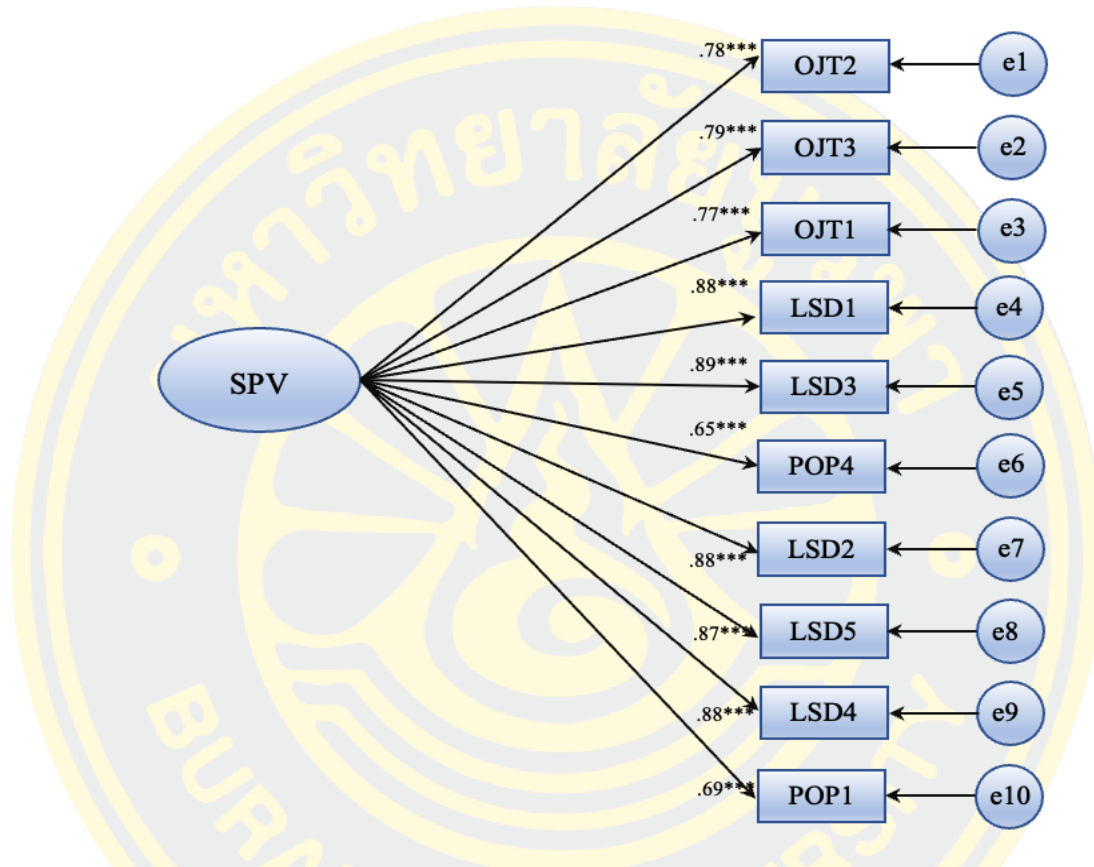 .78*** OJT2 e1
.79*** OJT3 e2
.77*** OJT1 e3
.88*** LSD1 e4
SPV
.89*** LSD3 e5
.65*** POP4 e6
.88*** LSD2 e7
.87*** LSD5 e8
.88*** LSD4 e9
.69*** POP1 e10